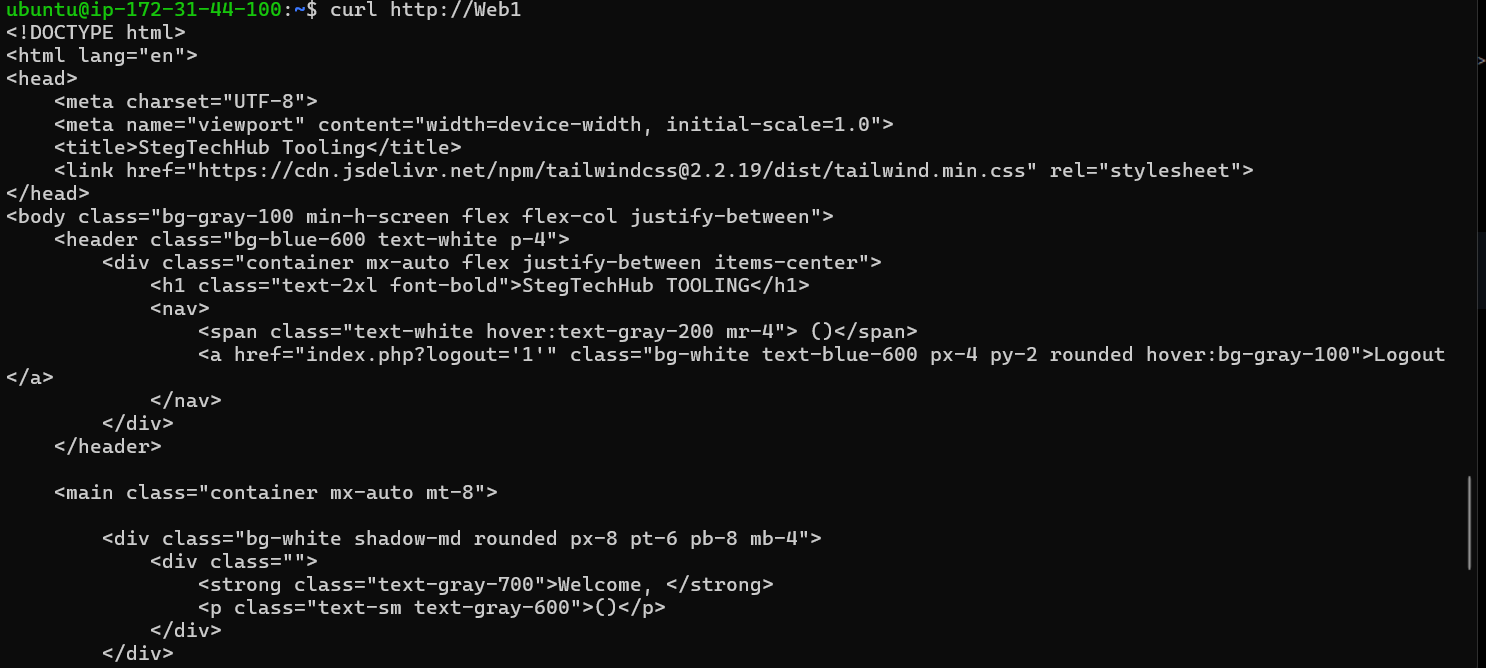 ubuntu@ip-172-31-44-100:~$ curl http://Web1
<!DOCTYPE html>
<html lang="en">
<head>
    <meta charset="UTF-8">
    <meta name="viewport" content="width=device-width, initial-scale=1.0">
    <title>StegTechHub Tooling</title>
    <link href="https://cdn.jsdelivr.net/npm/tailwindcss@2.2.19/dist/tailwind.min.css" rel="stylesheet">
</head>
<body class="bg-gray-100 min-h-screen flex flex-col justify-between">
    <header class="bg-blue-600 text-white p-4">
        <div class="container mx-auto flex justify-between items-center">
            <h1 class="text-2xl font-bold">StegTechHub TOOLING</h1>
            <nav>
                <span class="text-white hover:text-gray-200 mr-4"> ()</span>
                <a href="index.php?logout='1'" class="bg-white text-blue-600 px-4 py-2 rounded hover:bg-gray-100">Logout
</a>
            </nav>
        </div>
    </header>

    <main class="container mx-auto mt-8">

        <div class="bg-white shadow-md rounded px-8 pt-6 pb-8 mb-4">
            <div class="">
                <strong class="text-gray-700">Welcome, </strong>
                <p class="text-sm text-gray-600">()</p>
            </div>
        </div>